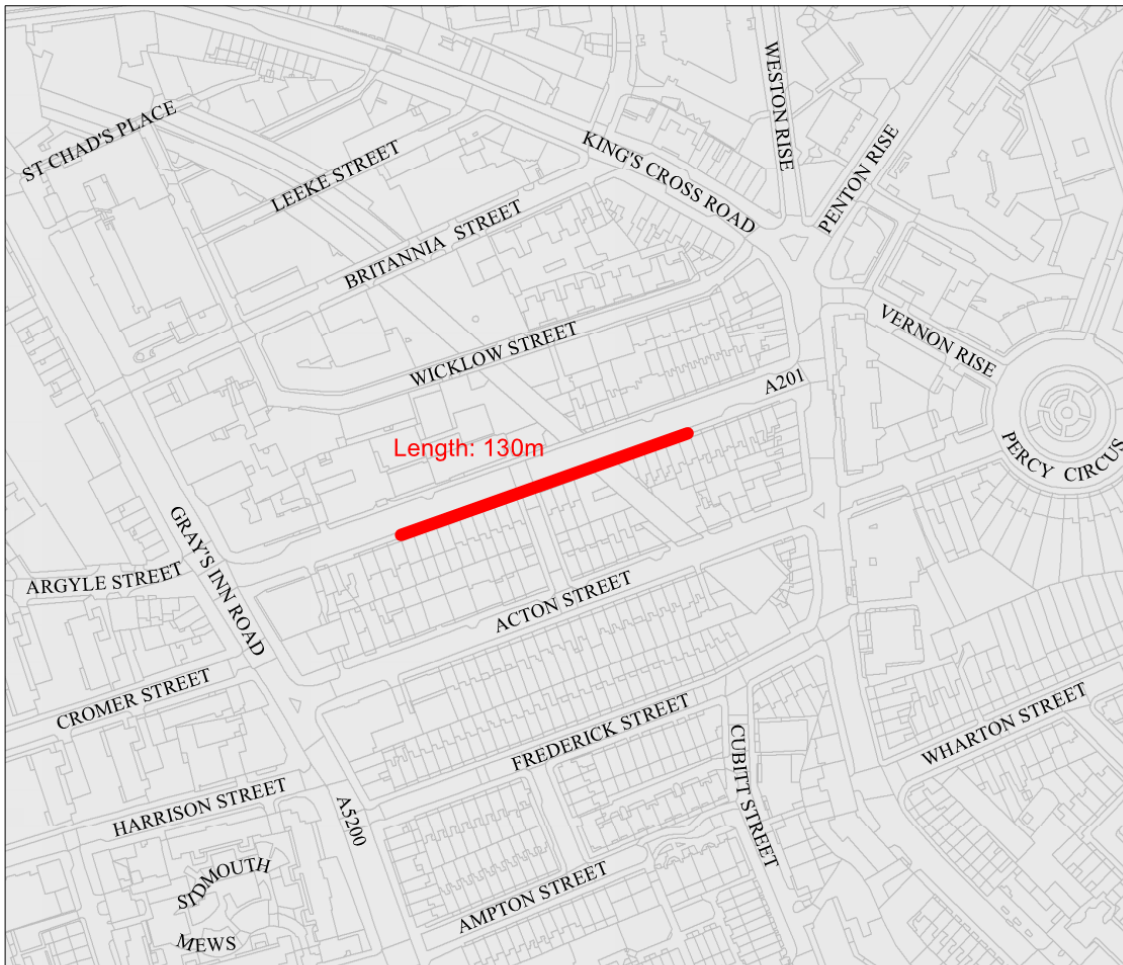 WESTON RISE
ST CHAD'S PLACE
LEEKE STREET
KING'S CROSS ROAD
PENTON RISE
BRITANNIA STREET
VERNON RISE
WICKLOW STREET
A201
PERCY CIRCUS
Length: 130m
GRAY'S INN ROAD
ARGYLE STREET
ACTON STREET
CROMER STREET
FREDERICK STREET
WHARTON STREET
CUBITT STREET
HARRISON STREET
A5200
SIDMOUTH
MEWS
AMPTON STREET